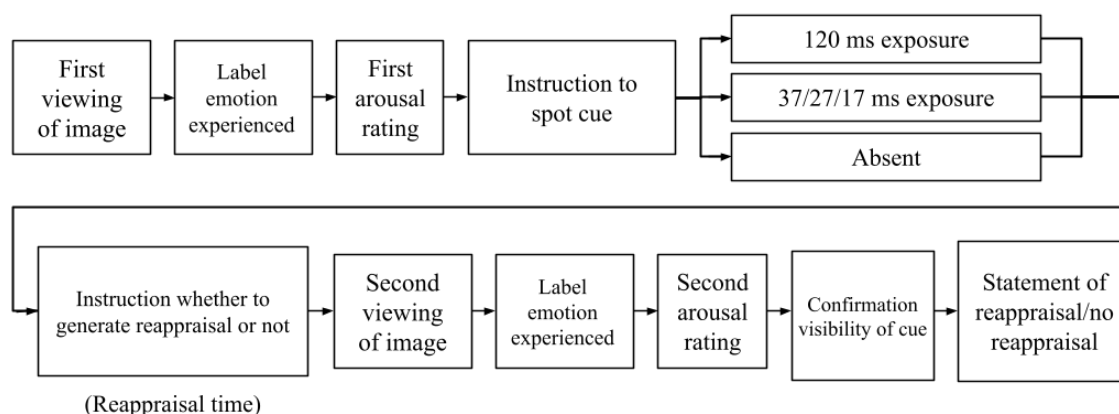 First
viewing
of image
Label
emotion
experienced
First
arousal
rating
Instruction to
spot cue
120 ms exposure
37/27/17 ms exposure
Absent
Instruction whether to
generate reappraisal or not
(Reappraisal time)
Second
viewing
of image
Label
emotion
experienced
Second
arousal
rating
Confirmation
visibility of cue
Statement of
reappraisal/no
reappraisal